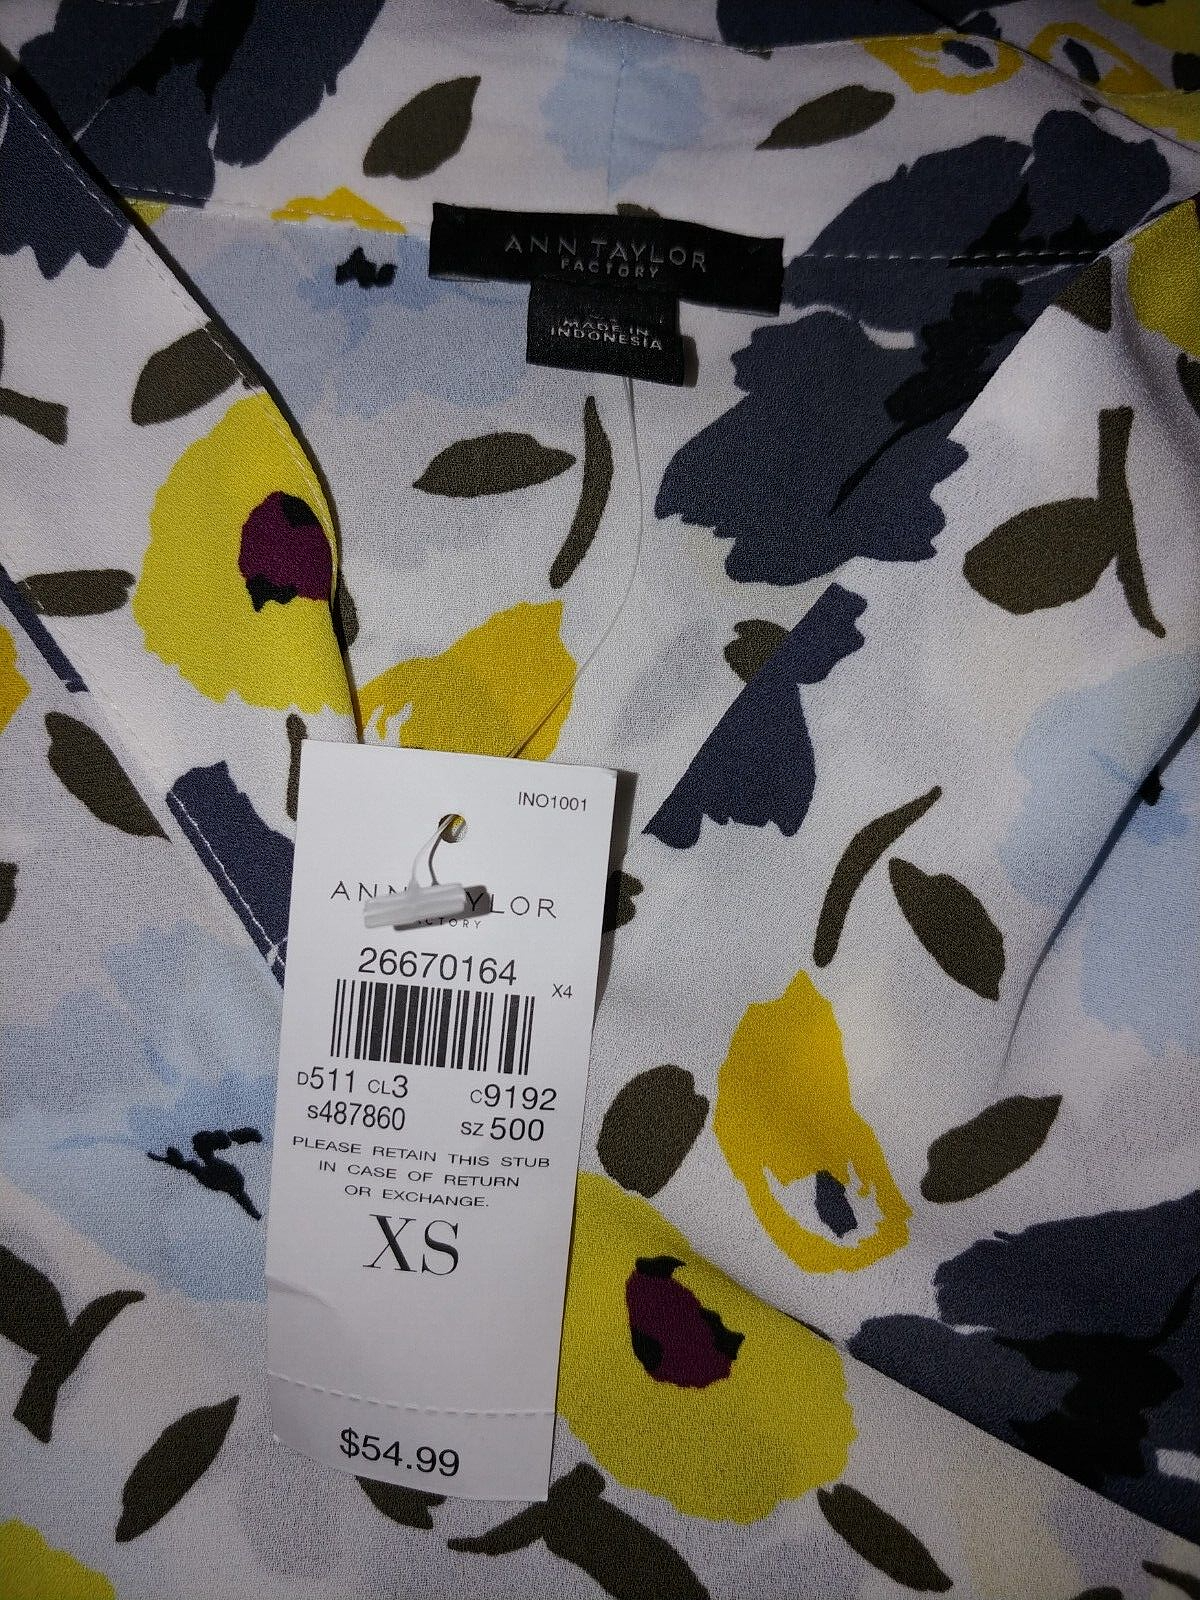 ANN TAYLOR
FACTORY
MADE IN
INDONESIA
INO1001
ANN TAYLOR
FACTORY
26670164
X4
D511 CL3 C9192
S487860 SZ 500
PLEASE RETAIN THIS STUB
IN CASE OF RETURN
OR EXCHANGE.
XS
$54.99